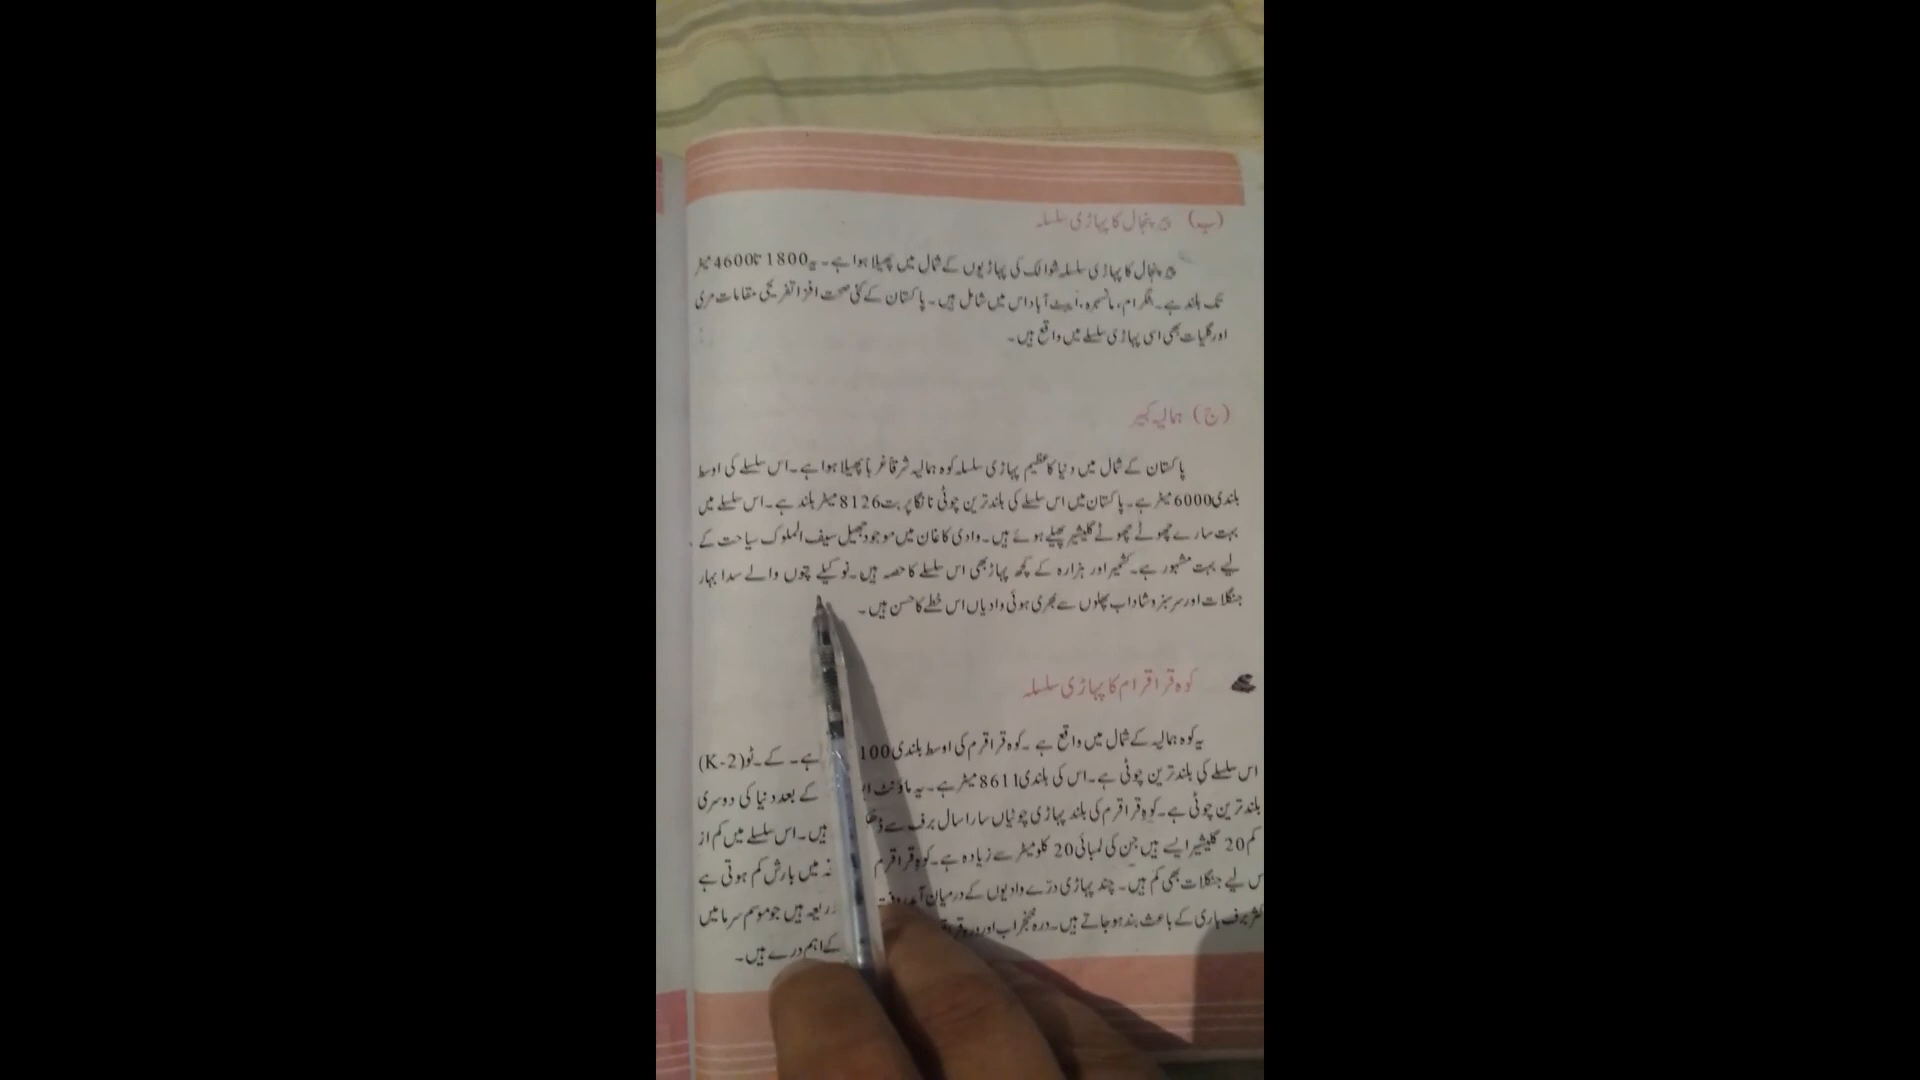 (ب) پیر پنجال کا پہاڑی سلسلہ
پیر پنجال کا پہاڑی سلسلہ شوالک کی پہاڑیوں کے شمال میں پھیلا ہوا ہے۔ یہ 1800 تا 4600 میٹر
تک بلند ہے۔ بٹگرام، مانسہرہ، ایبٹ آباد اس میں شامل ہیں۔ پاکستان کے کئی صحت افزا تفریحی مقامات مری
اور گلیات بھی اسی پہاڑی سلسلے میں واقع ہیں۔
(ج) ہمالیہ کبیر
پاکستان کے شمال میں دنیا کا عظیم پہاڑی سلسلہ کوہ ہمالیہ شرقاً غرباً پھیلا ہوا ہے۔ اس سلسلے کی اوسط
بلندی 6000 میٹر ہے۔ پاکستان میں اس سلسلے کی بلند ترین چوٹی نانگا پربت 8126 میٹر بلند ہے۔ اس سلسلے میں
بہت سارے چھوٹے چھوٹے گلیشیر پھیلے ہوئے ہیں۔ وادی کاغان میں موجود جھیل سیف الملوک سیاحت کے
لیے بہت مشہور ہے۔ کشمیر اور ہزارہ کے کچھ پہاڑ بھی اس سلسلے کا حصہ ہیں۔ نوکیلے پتوں والے سدا بہار
جنگلات اور سرسبز و شاداب پھلوں سے بھری ہوئی وادیاں اس خطے کا حسن ہیں۔
کوہ قراقرام کا پہاڑی سلسلہ
یہ کوہ ہمالیہ کے شمال میں واقع ہے۔ کوہ قراقرم کی اوسط بلندی ہے۔ کے۔ٹو (K-2)
اس سلسلے کی بلند ترین چوٹی ہے۔ اس کی بلندی 8611 میٹر ہے۔ یہ ماؤنٹ کے بعد دنیا کی دوسری
بلند ترین چوٹی ہے۔ کوہ قراقرم کی بلند پہاڑی چوٹیاں سارا سال برف سے ہیں۔ اس سلسلے میں کم از
کم 20 گلیشیر ایسے ہیں جن کی لمبائی 20 کلومیٹر سے زیادہ ہے۔ کوہ قراقرم میں بارش کم ہوتی ہے
اس لیے جنگلات بھی کم ہیں۔ چند پہاڑی درّے وادیوں کے درمیان ہیں جو موسم سرما میں
برف باری کے باعث بند ہو جاتے ہیں۔ درہ خنجراب اور
کے اہم درے ہیں۔